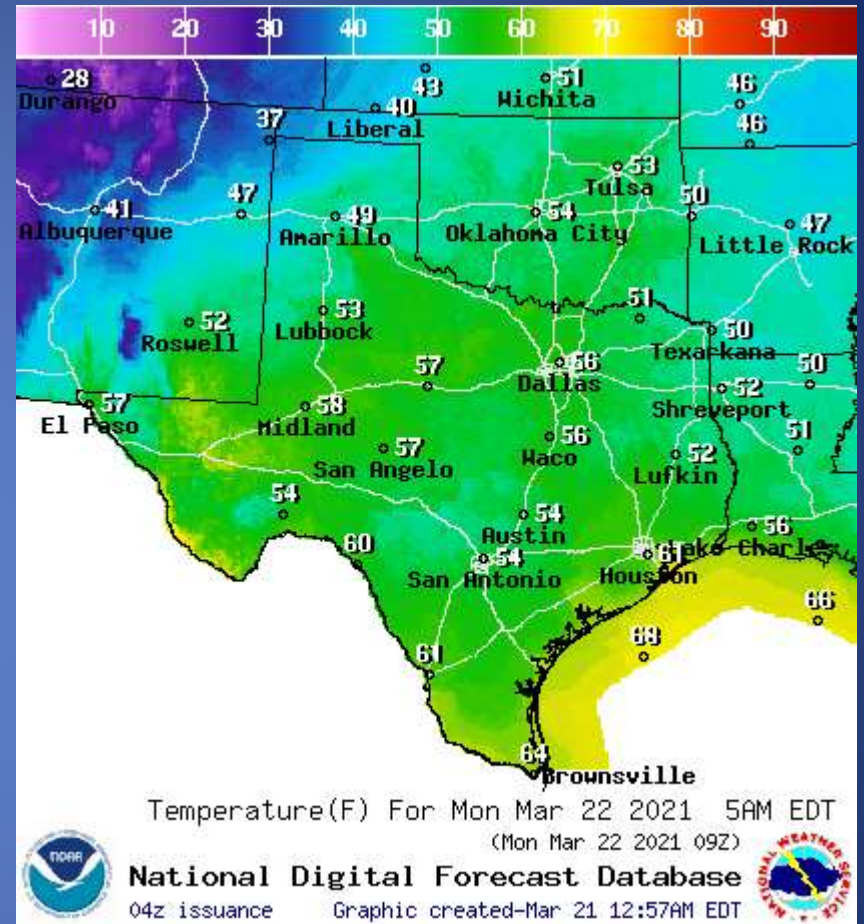 10 20 30 40 50 60 70 80 90
28
Durango
43
51
Wichita
46
40
Liberal
37
46
53
Tulsa
41
Albuquerque
47
49
Amarillo
54
Oklahoma City
50
47
Little Rock
52
Roswell
53
Lubbock
51
50
Texarkana
57
56
Dallas
52
Shreveport
50
57
El Paso
58
Midland
57
San Angelo
56
Waco
52
Lufkin
51
54
54
Austin
56
Lake Charles
60
54
San Antonio
61
Houston
66
68
61
64
Brownsville
Temperature(F) For Mon Mar 22 2021 5AM EDT
(Mon Mar 22 2021 09Z)
NOAA
National Digital Forecast Database
04z issuance Graphic created-Mar 21 12:57AM EDT
NATIONAL WEATHER SERVICE